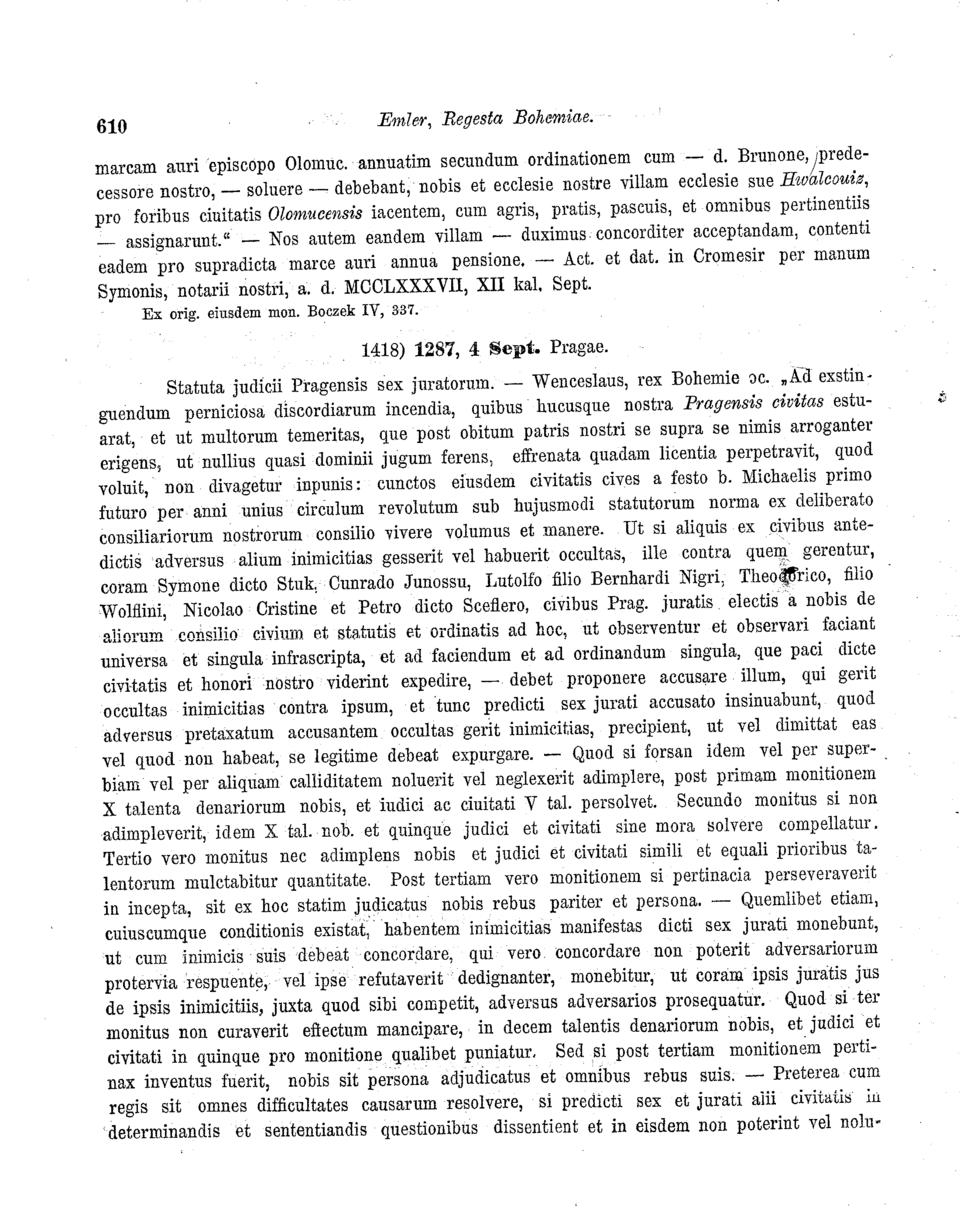 610 Emler, Regesta Bohemiae.
marcam auri episcopo Olomuc. annuatim secundum ordinationem cum — d. Brunone, prede-
cessore nostro, — soluere — debebant, nobis et ecclesie nostre villam ecclesie sue Hwalcouiz,
pro foribus ciuitatis Olomucensis iacentem, cum agris, pratis, pascuis, et omnibus pertinentiis
— assignarunt.“ — Nos autem eandem villam — duximus concorditer acceptandam, contenti
eadem pro supradicta marce auri annua pensione. — Act. et dat. in Cromesir per manum
Symonis, notarii nostri, a. d. MCCLXXXVII, XII kal. Sept.
Ex orig. eiusdem mon. Boczek IV, 337.
1418) 1287, 4 Sept. Pragae.
Statuta judicii Pragensis sex juratorum. — Wenceslaus, rex Bohemie ɔc. „Ad exstin-
guendum perniciosa discordiarum incendia, quibus hucusque nostra Pragensis civitas estu-
arat, et ut multorum temeritas, que post obitum patris nostri se supra se nimis arroganter
erigens, ut nullius quasi dominii jugum ferens, effrenata quadam licentia perpetravit, quod
voluit, non divagetur inpunis: cunctos eiusdem civitatis cives a festo b. Michaelis primo
futuro per anni unius circulum revolutum sub hujusmodi statutorum norma ex deliberato
consiliariorum nostrorum consilio vivere volumus et manere. Ut si aliquis ex civibus ante-
dictis adversus alium inimicitias gesserit vel habuerit occultas, ille contra quem gerentur,
coram Symone dicto Stuk, Cunrado Junossu, Lutolfo filio Bernhardi Nigri, Theodorico, filio
Wolflini, Nicolao Cristine et Petro dicto Sceflero, civibus Prag. juratis electis a nobis de
aliorum consilio civium et statutis et ordinatis ad hoc, ut observentur et observari faciant
universa et singula infrascripta, et ad faciendum et ad ordinandum singula, que paci dicte
civitatis et honori nostro viderint expedire, — debet proponere accusare illum, qui gerit
occultas inimicitias contra ipsum, et tunc predicti sex jurati accusato insinuabunt, quod
adversus pretaxatum accusantem occultas gerit inimicitias, precipient, ut vel dimittat eas
vel quod non habeat, se legitime debeat expurgare. — Quod si forsan idem vel per super-
biam vel per aliquam calliditatem noluerit vel neglexerit adimplere, post primam monitionem
X talenta denariorum nobis, et iudici ac ciuitati V tal. persolvet. Secundo monitus si non
adimpleverit, idem X tal. nob. et quinque judici et civitati sine mora solvere compellatur.
Tertio vero monitus nec adimplens nobis et judici et civitati simili et equali prioribus ta-
lentorum mulctabitur quantitate. Post tertiam vero monitionem si pertinacia perseveraverit
in incepta, sit ex hoc statim judicatus nobis rebus pariter et persona. — Quemlibet etiam,
cuiuscumque conditionis existat, habentem inimicitias manifestas dicti sex jurati monebunt,
ut cum inimicis suis debeat concordare, qui vero concordare non poterit adversariorum
protervia respuente, vel ipse refutaverit dedignanter, monebitur, ut coram ipsis juratis jus
de ipsis inimicitiis, juxta quod sibi competit, adversus adversarios prosequatur. Quod si ter
monitus non curaverit effectum mancipare, in decem talentis denariorum nobis, et judici et
civitati in quinque pro monitione qualibet puniatur. Sed si post tertiam monitionem perti-
nax inventus fuerit, nobis sit persona adjudicatus et omnibus rebus suis. — Preterea cum
regis sit omnes difficultates causarum resolvere, si predicti sex et jurati alii civitatis in
determinandis et sententiandis questionibus dissentient et in eisdem non poterint vel nolu-